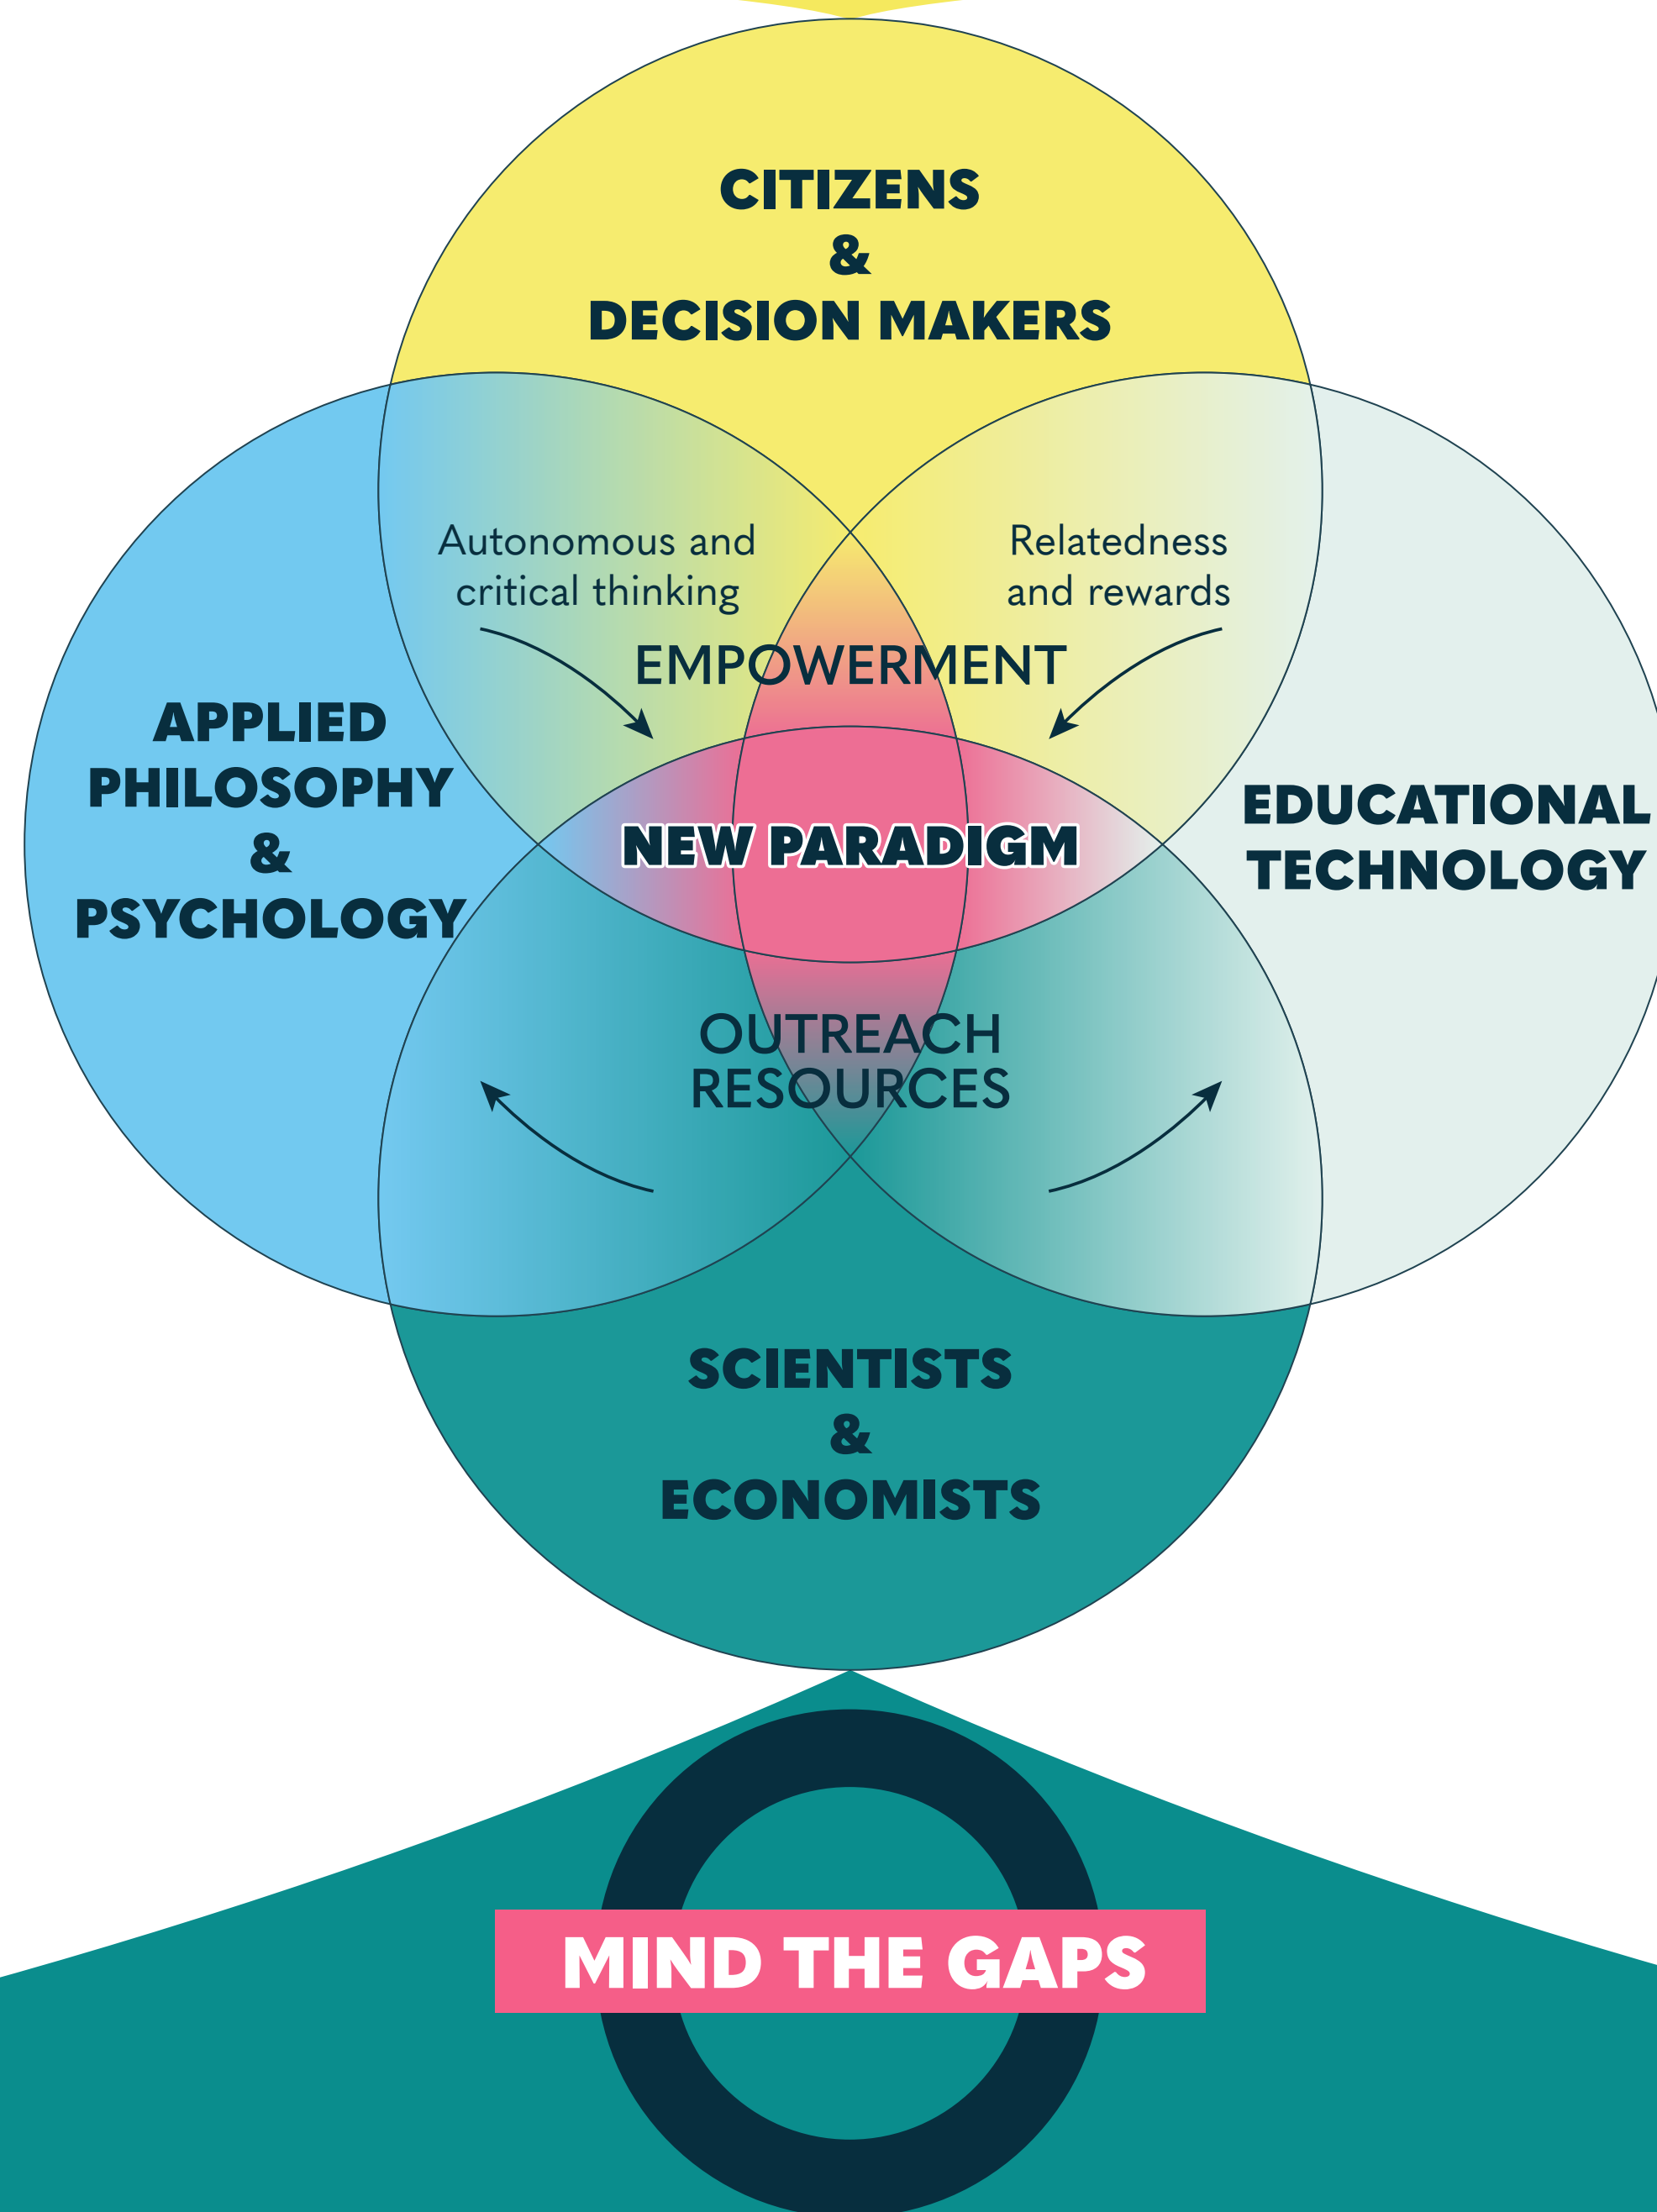 CITIZENS
&
DECISION MAKERS
Autonomous and
critical thinking
Relatedness
and rewards
EMPOWERMENT
APPLIED
PHILOSOPHY
&
PSYCHOLOGY
NEW PARADIGM
EDUCATIONAL
TECHNOLOGY
OUTREACH
RESOURCES
SCIENTISTS
&
ECONOMISTS
MIND THE GAPS